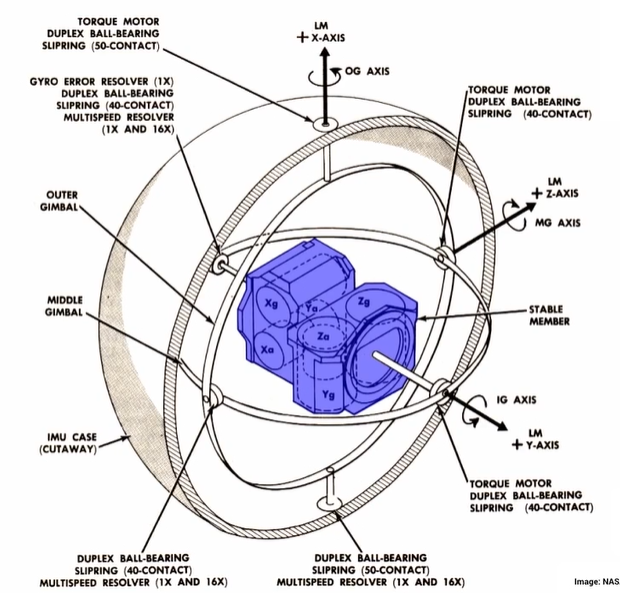 TORQUE MOTOR
DUPLEX BALL-BEARING
SLIPRING (50-CONTACT)
LM
+ X-AXIS
OG AXIS
GYRO ERROR RESOLVER (1X)
DUPLEX BALL-BEARING
SLIPRING (40-CONTACT)
MULTISPEED RESOLVER
(1X AND 16X)
TORQUE MOTOR
DUPLEX BALL-BEARING
SLIPRING (40-CONTACT)
LM
+ Z-AXIS
MG AXIS
OUTER
GIMBAL
MIDDLE
GIMBAL
Xg
Ya
Zg
Za
Xa
Yg
STABLE
MEMBER
IG AXIS
LM
+ Y-AXIS
IMU CASE
(CUTAWAY)
TORQUE MOTOR
DUPLEX BALL-BEARING
SLIPRING (40-CONTACT)
DUPLEX BALL-BEARING
SLIPRING (40-CONTACT)
MULTISPEED RESOLVER (1X AND 16X)
DUPLEX BALL-BEARING
SLIPRING (50-CONTACT)
MULTISPEED RESOLVER (1X AND 16X)
Image: NAS